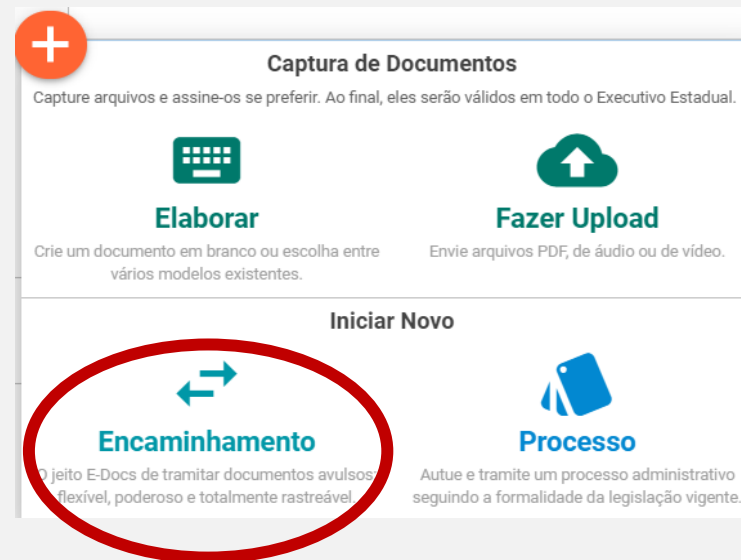 Captura de Documentos
Capture arquivos e assine-os se preferir. Ao final, eles serão válidos em todo o Executivo Estadual.
Elaborar
Crie um documento em branco ou escolha entre
vários modelos existentes.
Fazer Upload
Envie arquivos PDF, de áudio ou de vídeo.
Iniciar Novo
Encaminhamento
O jeito E-Docs de tramitar documentos avulsos:
flexível, poderoso e totalmente rastreável.
Processo
Autue e tramite um processo administrativo
seguindo a formalidade da legislação vigente.